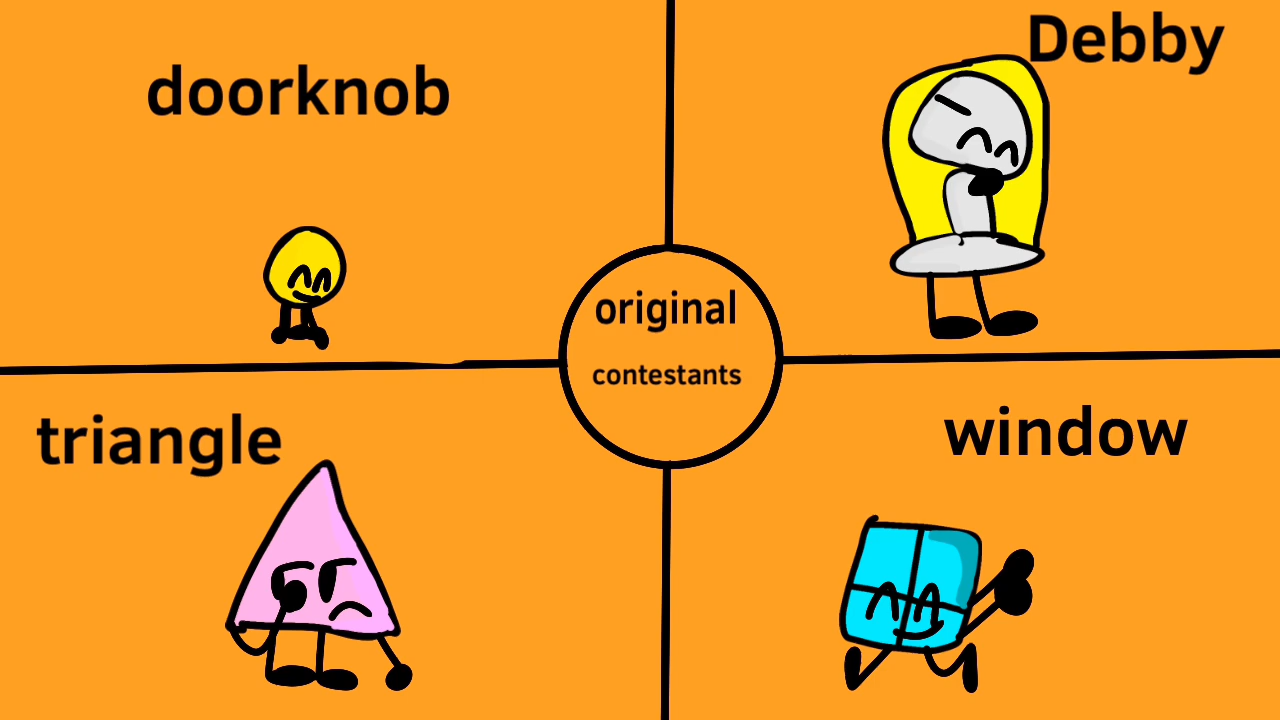 doorknob
Debby
original
contestants
triangle
window